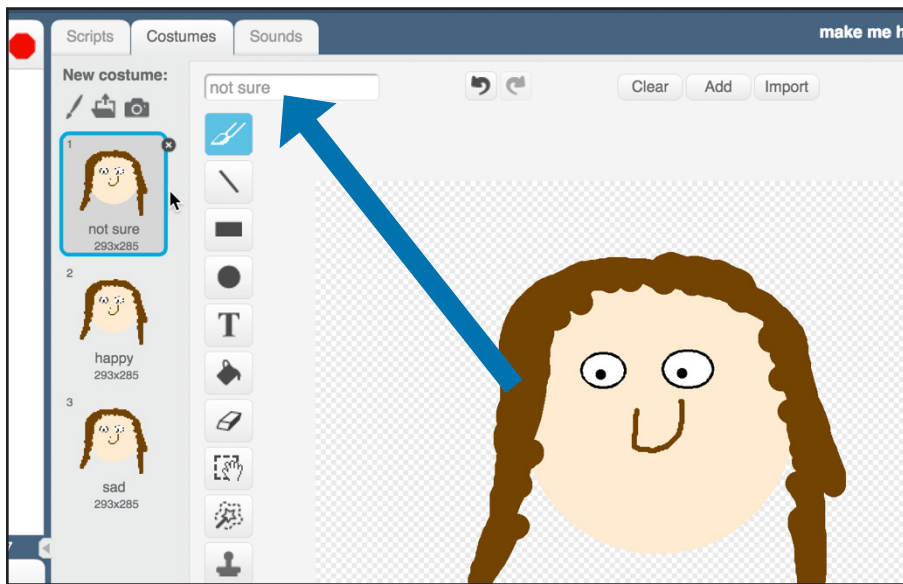 Scripts Costumes Sounds
make me h
New costume:
not sure
Clear Add Import
1
not sure
293x285
2
happy
293x285
3
sad
293x285
T